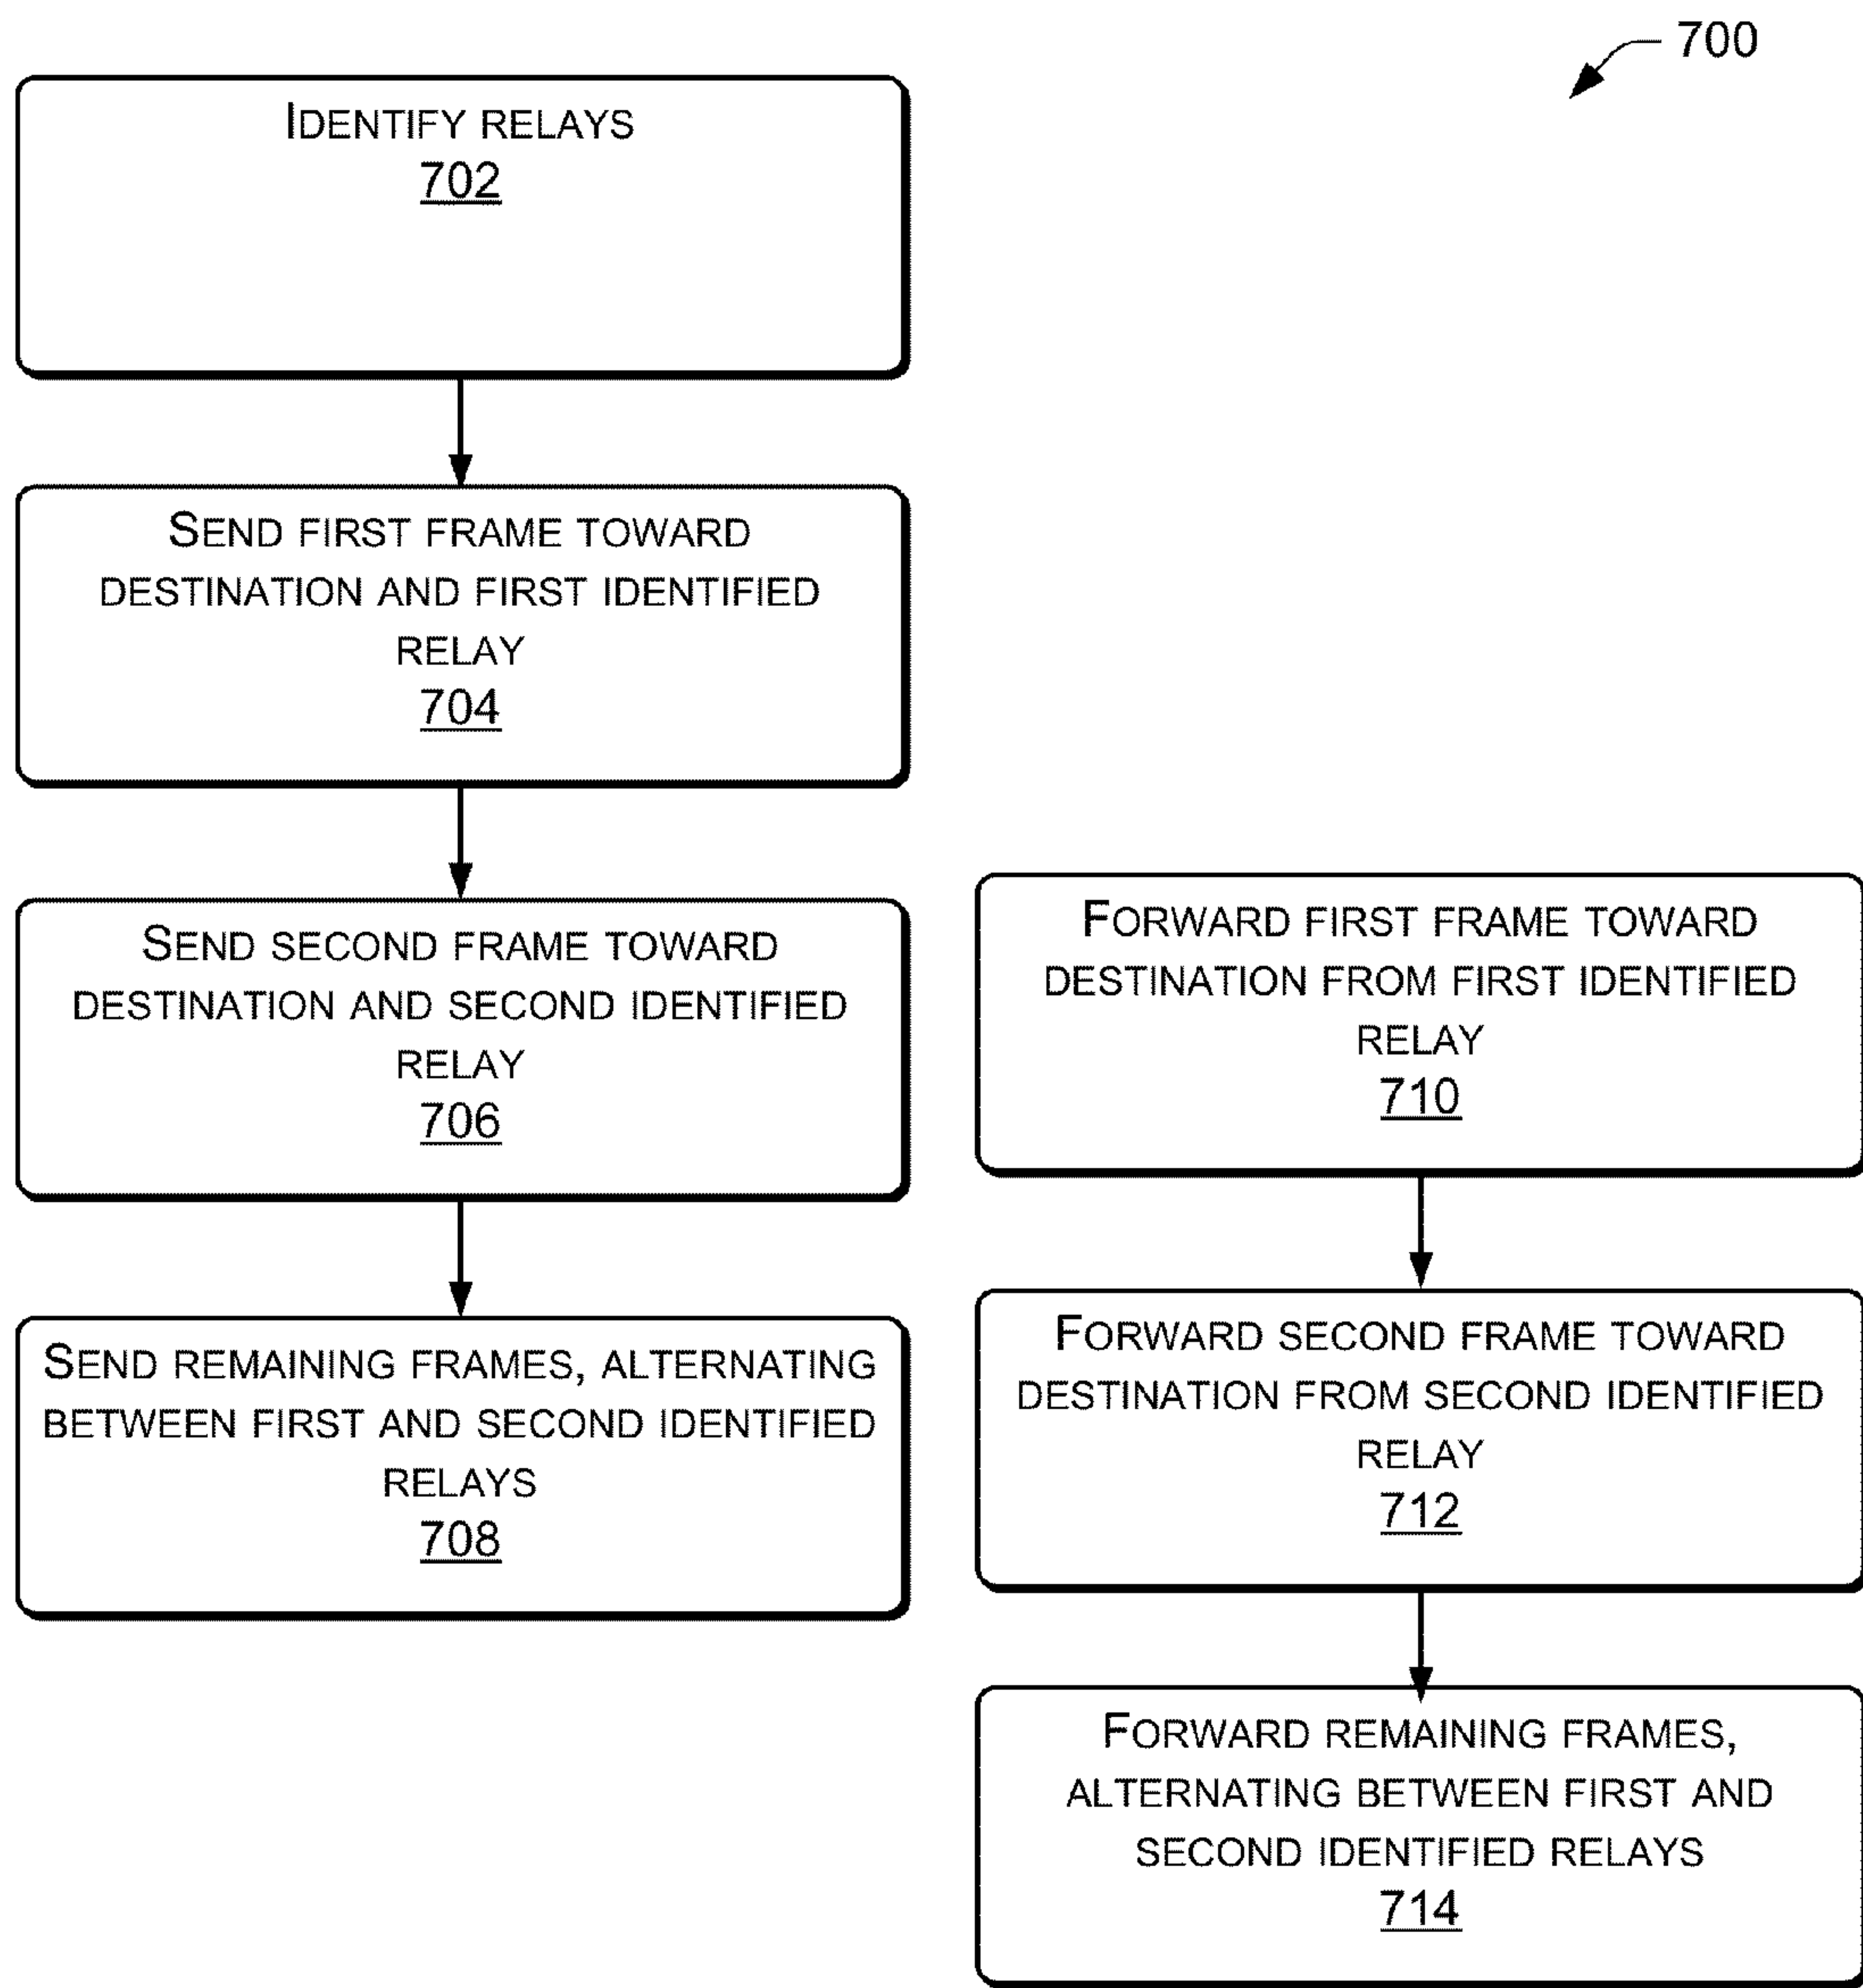 700
IDENTIFY RELAYS
702
SEND FIRST FRAME TOWARD
DESTINATION AND FIRST IDENTIFIED
RELAY
704
SEND SECOND FRAME TOWARD
DESTINATION AND SECOND IDENTIFIED
RELAY
706
SEND REMAINING FRAMES, ALTERNATING
BETWEEN FIRST AND SECOND IDENTIFIED
RELAYS
708
FORWARD FIRST FRAME TOWARD
DESTINATION FROM FIRST IDENTIFIED
RELAY
710
FORWARD SECOND FRAME TOWARD
DESTINATION FROM SECOND IDENTIFIED
RELAY
712
FORWARD REMAINING FRAMES,
ALTERNATING BETWEEN FIRST AND
SECOND IDENTIFIED RELAYS
714